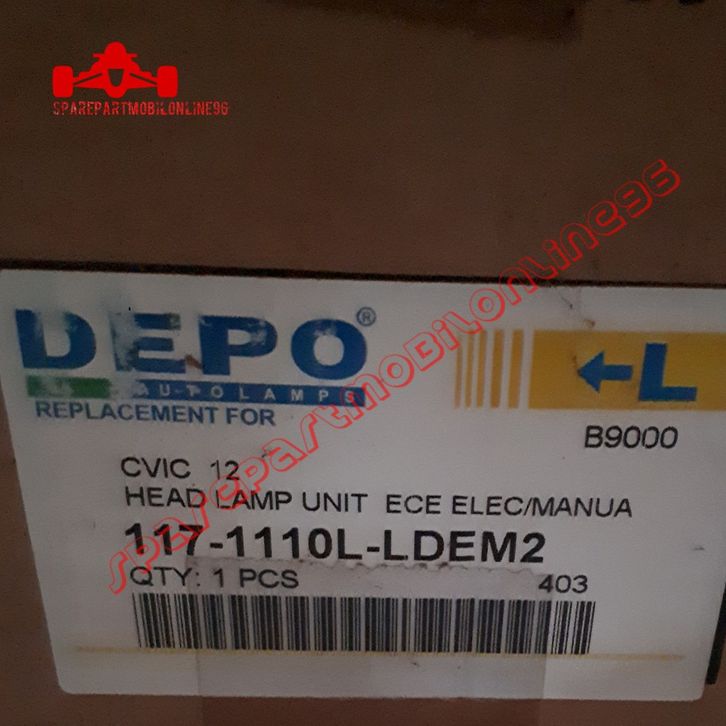 SPAREPARTMOBILONLINE96
sparepartmobilonline96
DEPO®
AUTOLAMPS
REPLACEMENT FOR
←L
B9000
CVIC 12
HEAD LAMP UNIT ECE ELEC/MANUA
117-1110L-LDEM2
QTY: 1 PCS 403